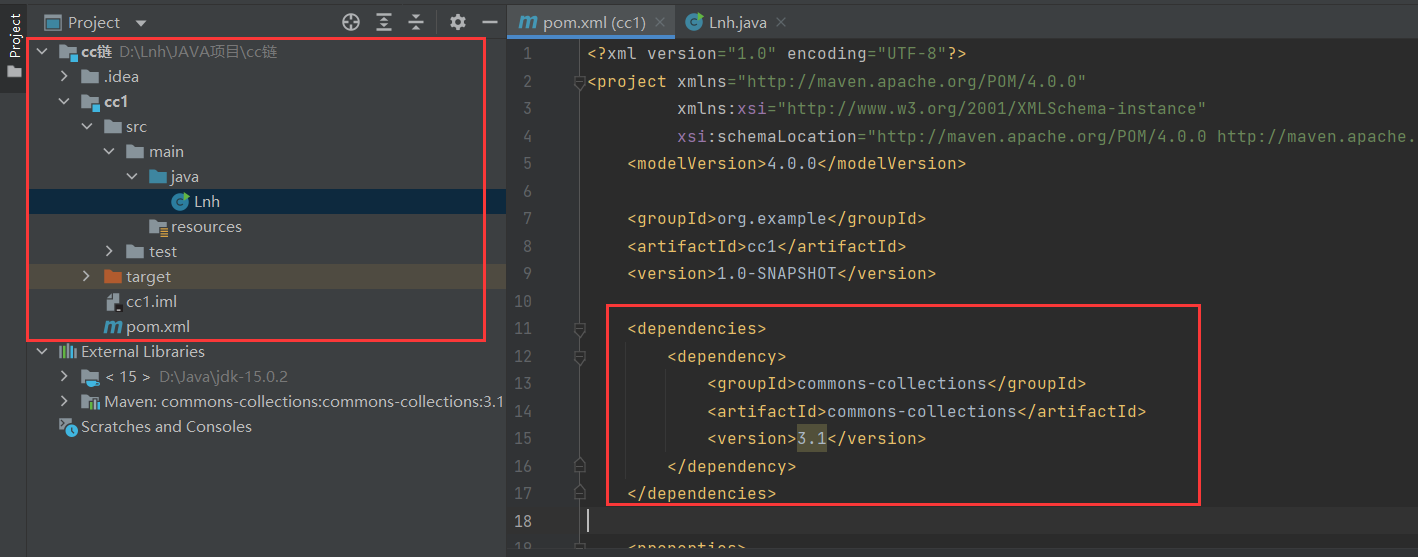 Project
Project
cc链 D:\Lnh\JAVA项目\cc链
.idea
cc1
src
main
java
Lnh
resources
test
target
cc1.iml
pom.xml
External Libraries
< 15 > D:\Java\jdk-15.0.2
Maven: commons-collections:commons-collections:3.1
Scratches and Consoles
pom.xml (cc1)
Lnh.java
1 <?xml version="1.0" encoding="UTF-8"?>
2 <project xmlns="http://maven.apache.org/POM/4.0.0"
3 xmlns:xsi="http://www.w3.org/2001/XMLSchema-instance"
4 xsi:schemaLocation="http://maven.apache.org/POM/4.0.0 http://maven.apache.
5 <modelVersion>4.0.0</modelVersion>
6
7 <groupId>org.example</groupId>
8 <artifactId>cc1</artifactId>
9 <version>1.0-SNAPSHOT</version>
10
11 <dependencies>
12 <dependency>
13 <groupId>commons-collections</groupId>
14 <artifactId>commons-collections</artifactId>
15 <version>3.1</version>
16 </dependency>
17 </dependencies>
18
19 <properties>